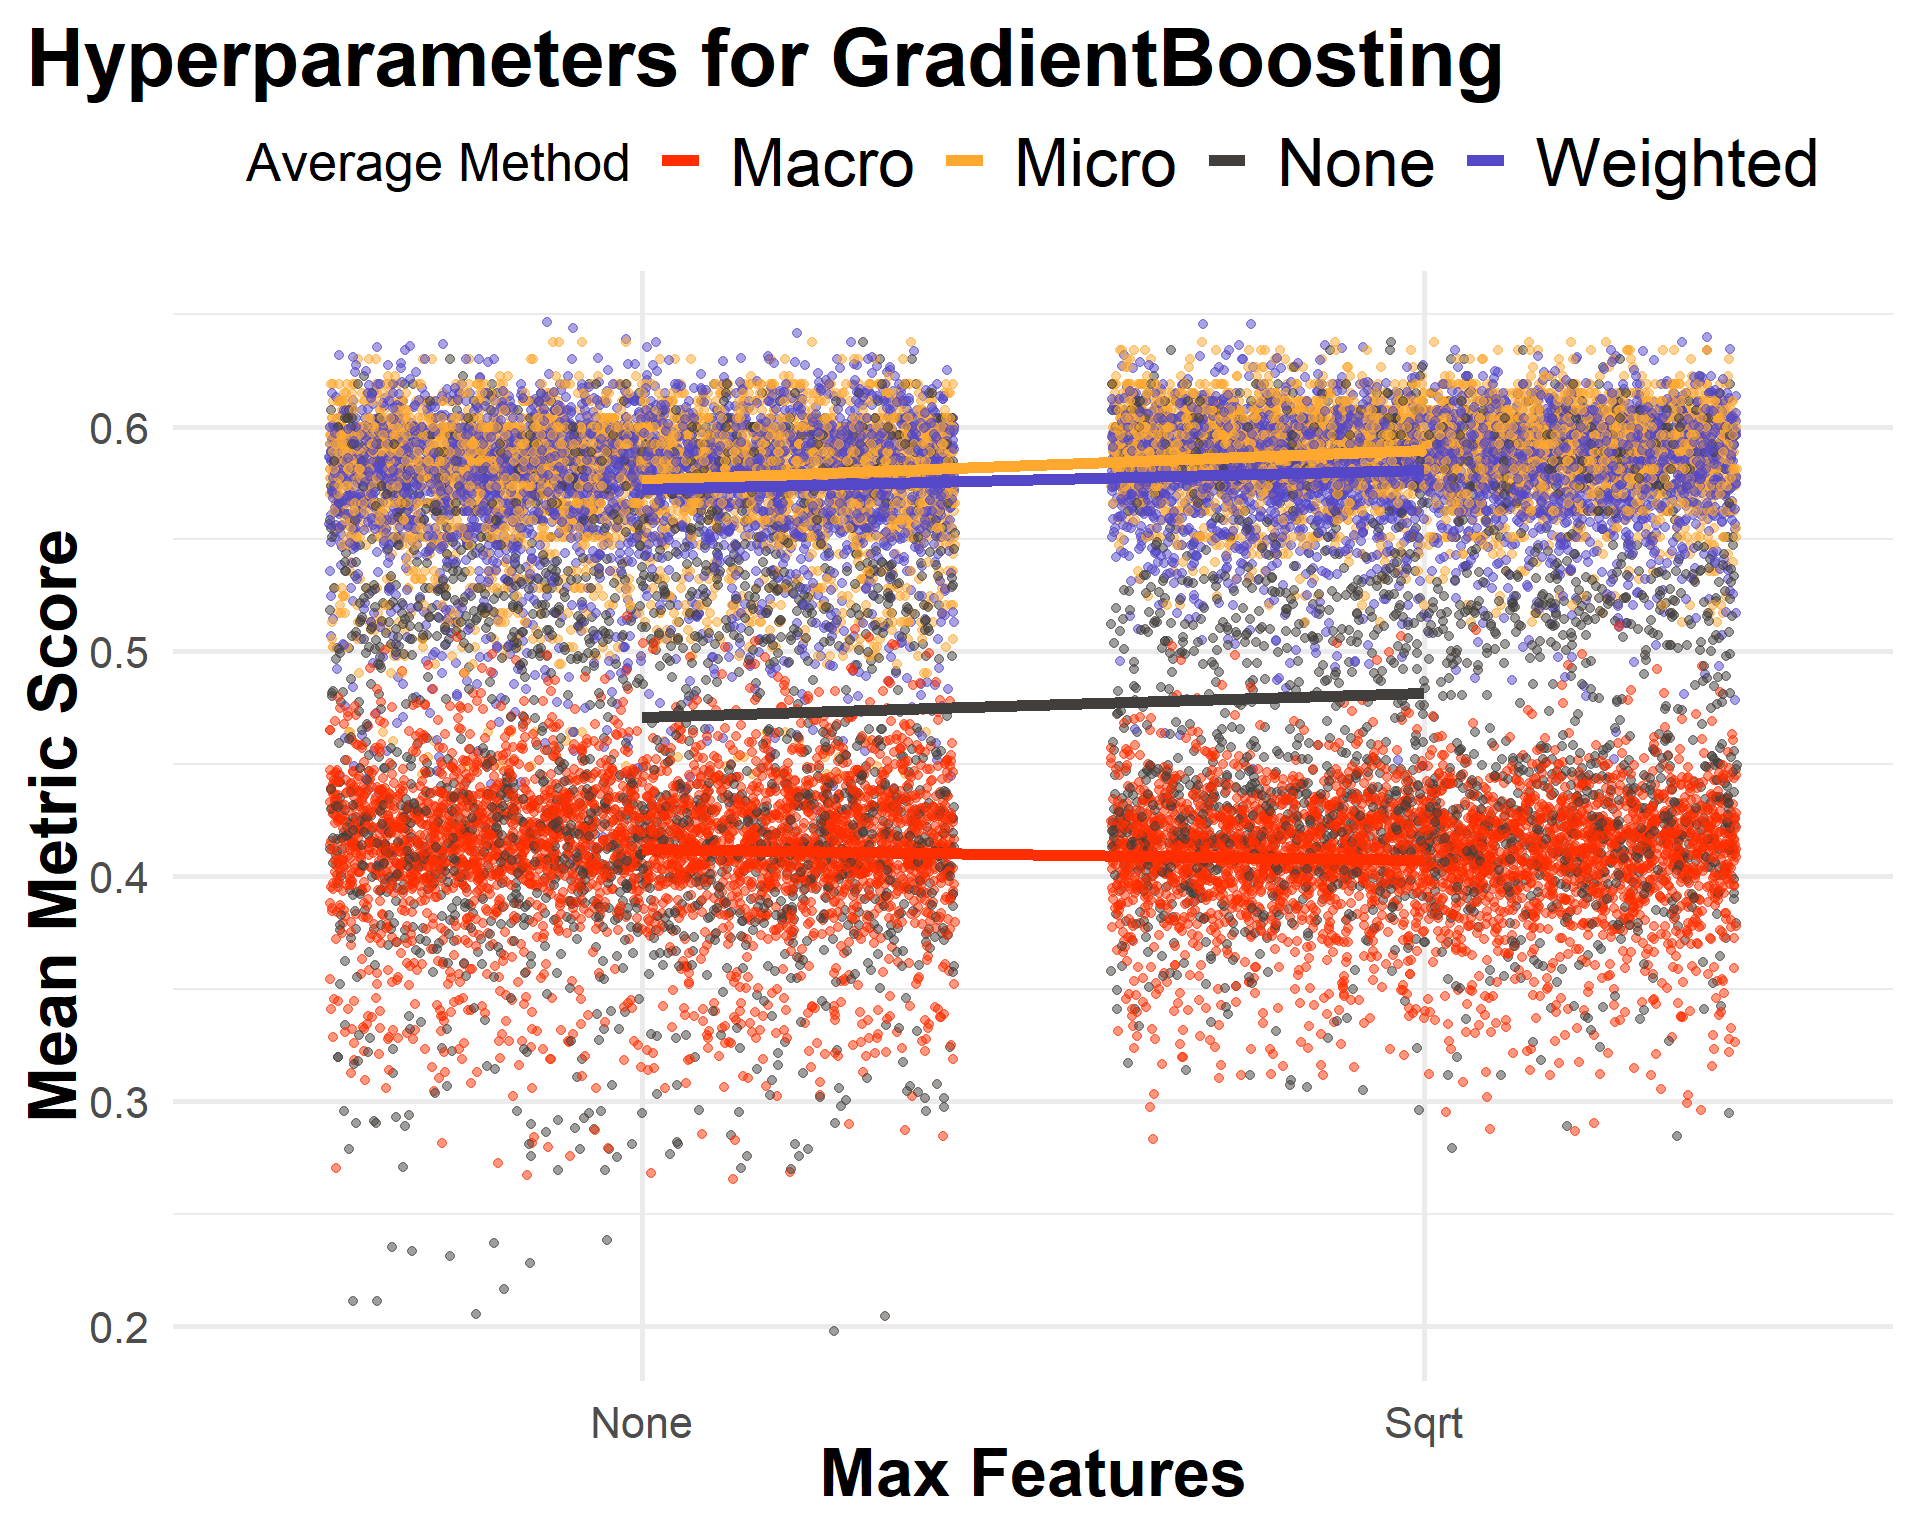 Hyperparameters for GradientBoosting
Average Method Macro Micro None Weighted
Mean Metric Score
0.6
0.5
0.4
0.3
0.2
None Sqrt
Max Features